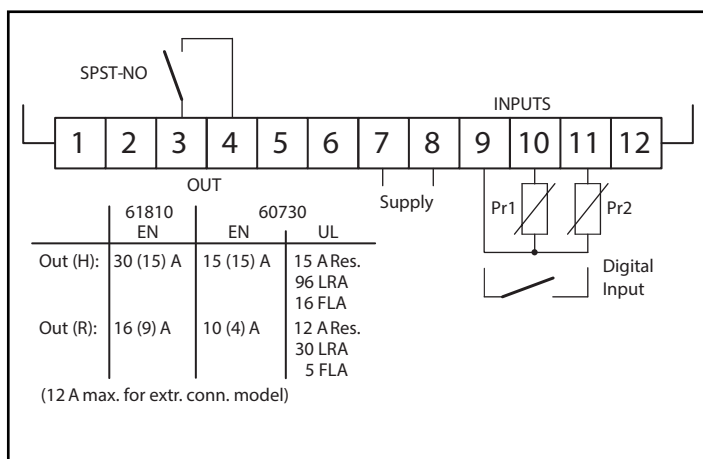 SPST-NO
INPUTS
1 2 3 4 5 6 7 8 9 10 11 12
OUT
Supply
Pr1
Pr2
Digital
Input
61810 60730
EN EN UL
Out (H): 30 (15) A 15 (15) A 15 A Res.
96 LRA
16 FLA
Out (R): 16 (9) A 10 (4) A 12 A Res.
30 LRA
5 FLA
(12 A max. for extr. conn. model)